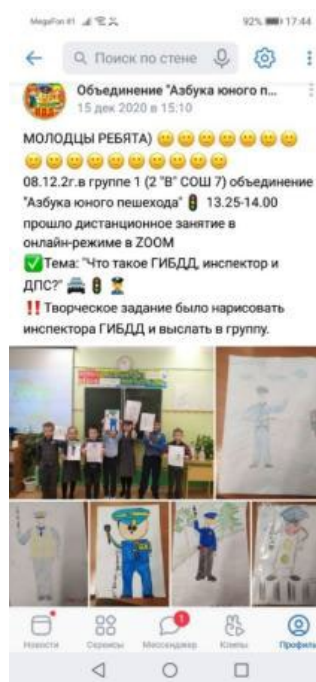 MegaFon #1
92% 17:44
Поиск по стене
Объединение "Азбука юного п...
15 дек 2020 в 15:10
МОЛОДЦЫ РЕБЯТА)
08.12.2г.в группе 1 (2 "В" СОШ 7) объединение
"Азбука юного пешехода" 13.25-14.00
прошло дистанционное занятие в
онлайн-режиме в ZOOM
Тема: "Что такое ГИБДД, инспектор и
ДПС?"
Творческое задание было нарисовать
инспектора ГИБДД и выслать в группу.
1
Новости
Сервисы
Мессенджер
Клипы
Профиль